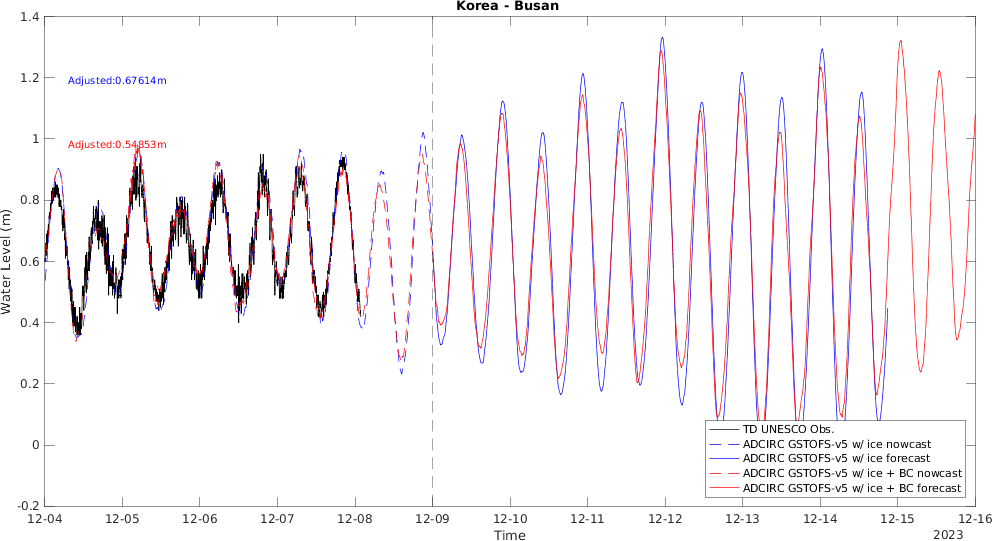 Korea - Busan
1.4
1.2
1
0.8
0.6
0.4
0.2
0
-0.2
Water Level (m)
Adjusted:0.67614m
Adjusted:0.54853m
TD UNESCO Obs.
ADCIRC GSTOFS-v5 w/ ice nowcast
ADCIRC GSTOFS-v5 w/ ice forecast
ADCIRC GSTOFS-v5 w/ ice + BC nowcast
ADCIRC GSTOFS-v5 w/ ice + BC forecast
12-04 12-05 12-06 12-07 12-08 12-09 12-10 12-11 12-12 12-13 12-14 12-15 12-16
Time
2023